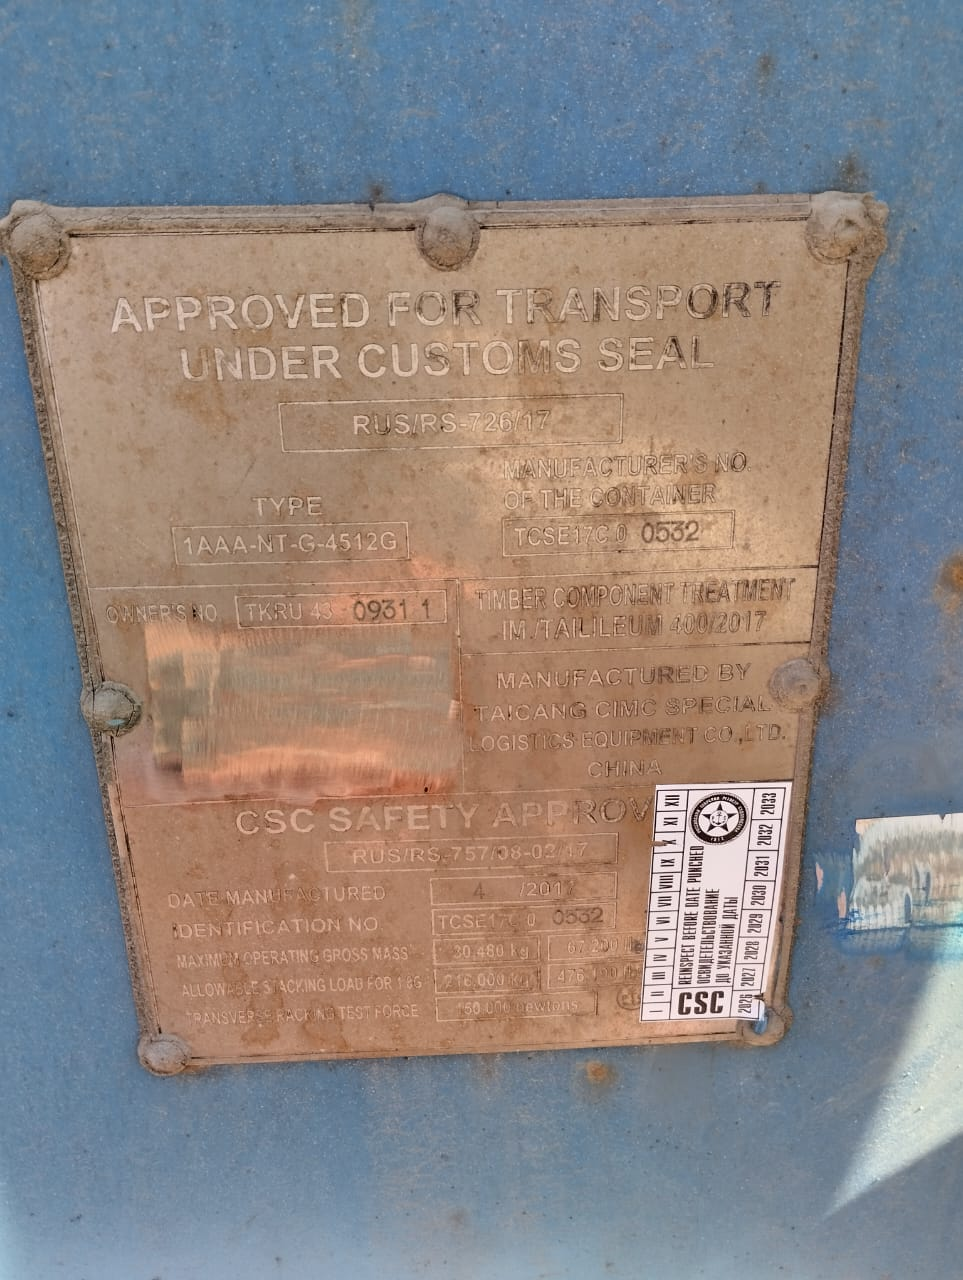 APPROVED FOR TRANSPORT
UNDER CUSTOMS SEAL
RUS/RS-726/17
MANUFACTURER'S NO.
OF THE CONTAINER
TYPE
1AAA-NT-G-4512G
TCSE17C 0 0532
OWNER'S NO. TKRU 43 0931 1
TIMBER COMPONENT TREATMENT
IM /TAILILEUM 400/2017
MANUFACTURED BY
TAICANG CIMC SPECIAL
LOGISTICS EQUIPMENT CO.,LTD.
CHINA
CSC SAFETY APPROV
RUS/RS-757/08-02/17
DATE MANUFACTURED 4 /2017
IDENTIFICATION NO. TCSE17C 0 0532
MAXIMUM OPERATING GROSS MASS 30.480 kg 67.200
ALLOWABLE STACKING LOAD FOR 1.8G 216.000 kg
TRANSVERSE RACKING TEST FORCE 150.000 newtons
I II III IV V VI VII VIII IX X XI XII
CSC
REINSPECT BEFORE DATE PUNCHED
ОСВИДЕТЕЛЬСТВОВАНИЕ
ДО УКАЗАННОЙ ДАТЫ
2026 2027 2028 2029 2030 2031 2032 2033